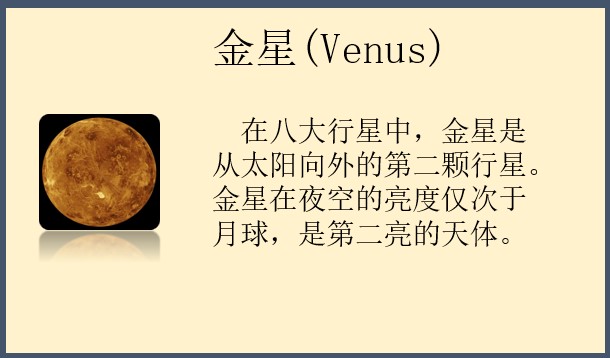 金星(Venus)
在八大行星中，金星是
从太阳向外的第二颗行星。
金星在夜空的亮度仅次于
月球，是第二亮的天体。